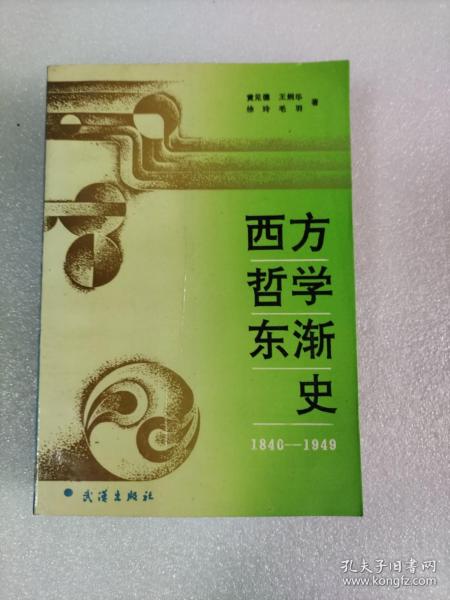 黄见德 王炯华
徐玲 毛羽 著
西方
哲学
东渐
史
1840—1949
武汉出版社
孔夫子旧书网
www.kongfz.com